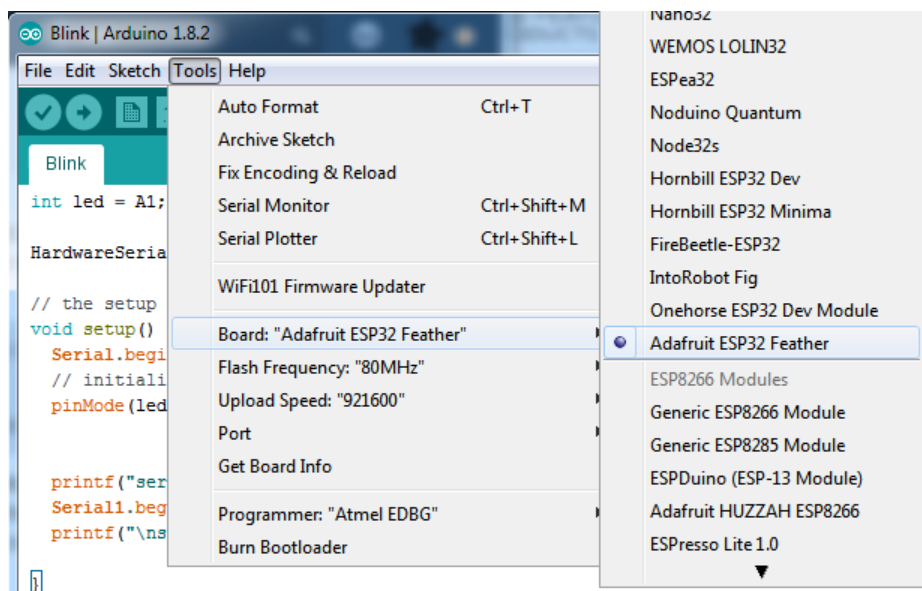 Blink | Arduino 1.8.2
File Edit Sketch Tools Help
Blink
int led = A1;
HardwareSeria
// the setup
void setup()
Serial.begi
// initiali
pinMode(led
printf("ser
Serial1.beg
printf("\ns
}
Auto Format Ctrl+T
Archive Sketch
Fix Encoding & Reload
Serial Monitor Ctrl+Shift+M
Serial Plotter Ctrl+Shift+L
WiFi101 Firmware Updater
Board: "Adafruit ESP32 Feather"
Flash Frequency: "80MHz"
Upload Speed: "921600"
Port
Get Board Info
Programmer: "Atmel EDBG"
Burn Bootloader
Nano32
WEMOS LOLIN32
ESPea32
Noduino Quantum
Node32s
Hornbill ESP32 Dev
Hornbill ESP32 Minima
FireBeetle-ESP32
IntoRobot Fig
Onehorse ESP32 Dev Module
Adafruit ESP32 Feather
ESP8266 Modules
Generic ESP8266 Module
Generic ESP8285 Module
ESPDuino (ESP-13 Module)
Adafruit HUZZAH ESP8266
ESPresso Lite 1.0